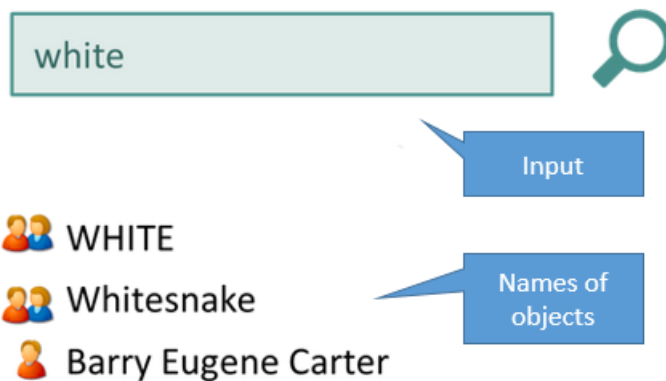 white
Input
WHITE
Whitesnake
Names of
objects
Barry Eugene Carter